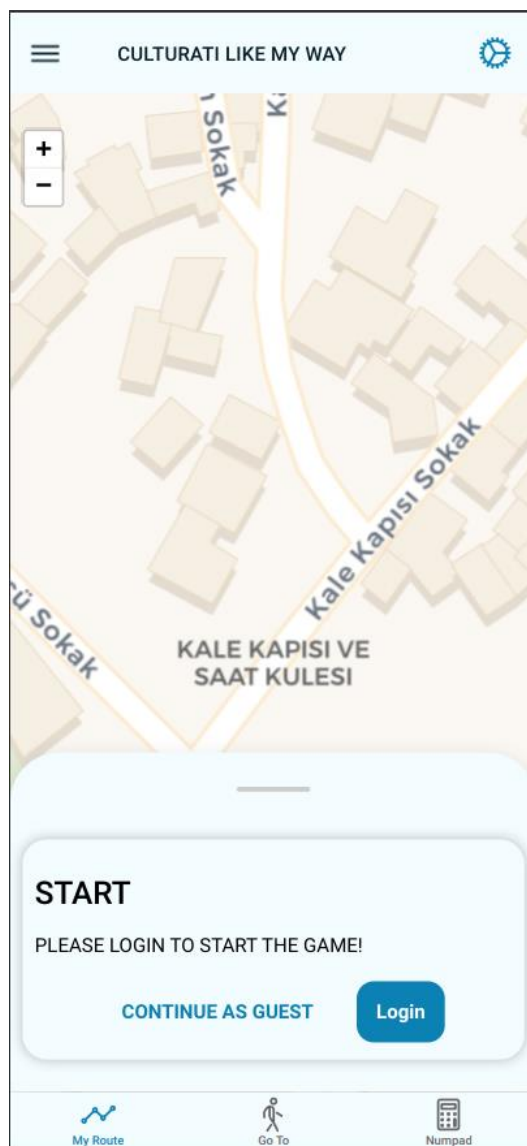 CULTURATI LIKE MY WAY
+
−
Sokak
Kale Kapısı Sokak
Sokak
KALE KAPISI VE
SAAT KULESI
START
PLEASE LOGIN TO START THE GAME!
CONTINUE AS GUEST
Login
My Route
Go To
Numpad